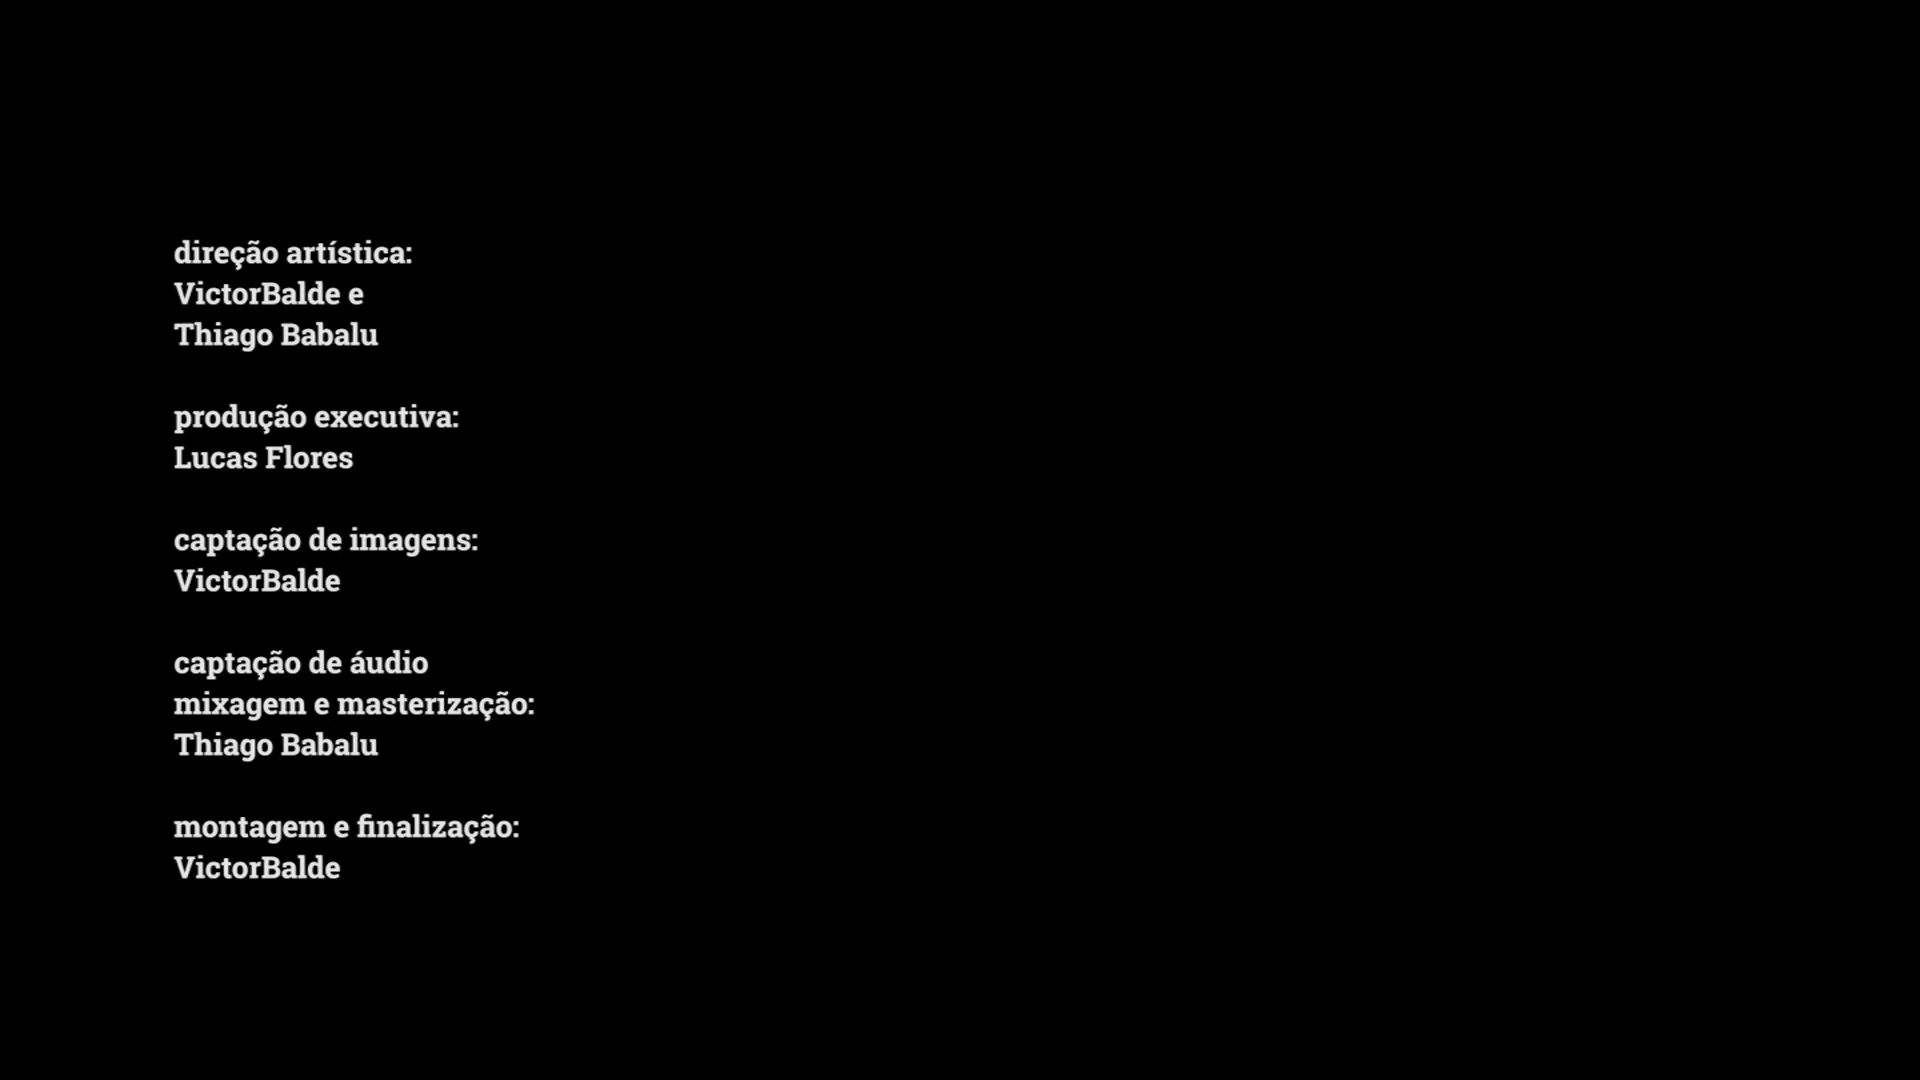 direção artística:
VictorBalde e
Thiago Babalu
produção executiva:
Lucas Flores
captação de imagens:
VictorBalde
captação de áudio
mixagem e masterização:
Thiago Babalu
montagem e finalização:
VictorBalde